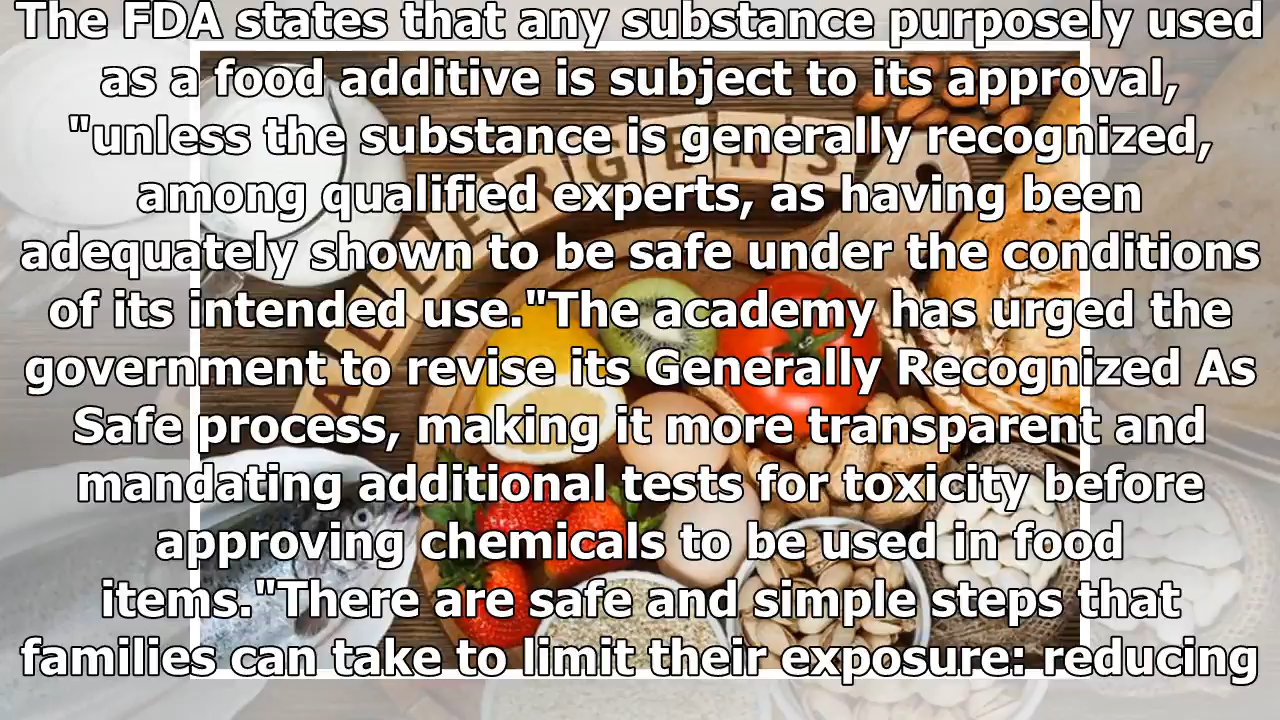 The FDA states that any substance purposely used
as a food additive is subject to its approval,
"unless the substance is generally recognized,
among qualified experts, as having been
adequately shown to be safe under the conditions
of its intended use."The academy has urged the
government to revise its Generally Recognized As
Safe process, making it more transparent and
mandating additional tests for toxicity before
approving chemicals to be used in food
items."There are safe and simple steps that
families can take to limit their exposure: reducing
ALLERGENS